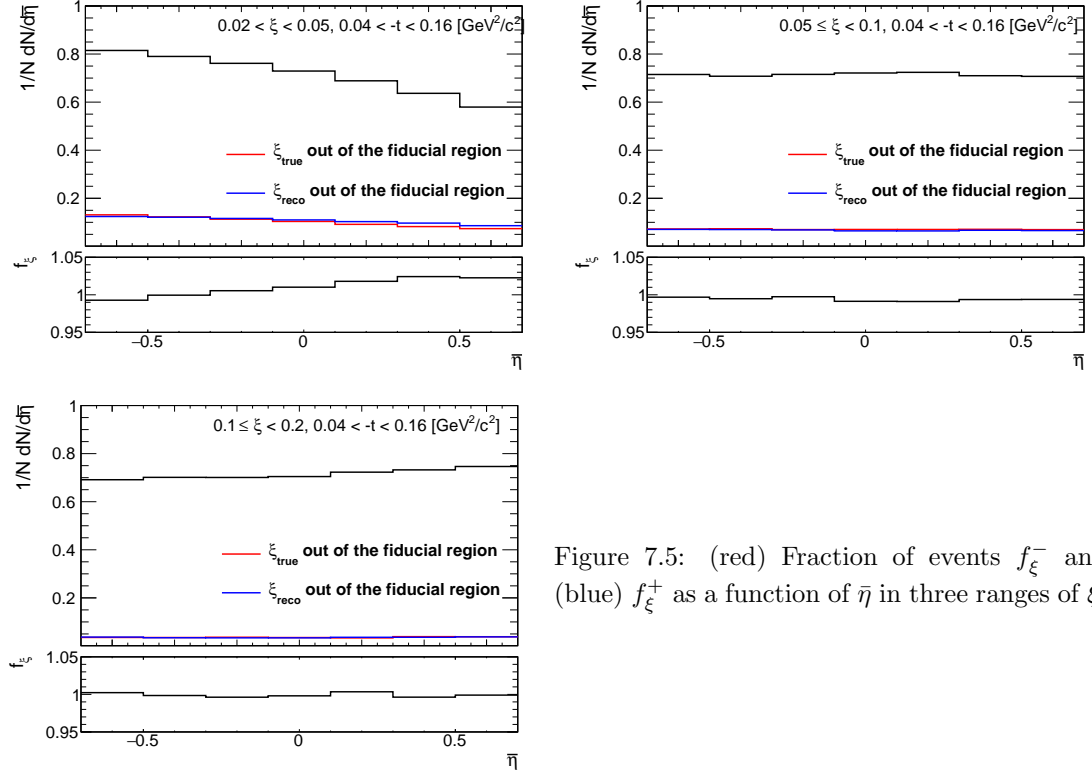 0.02 < ξ < 0.05, 0.04 < -t < 0.16 [GeV²/c²]
1/N dN/dη̅
1
0.8
0.6
0.4
0.2
ξtrue out of the fiducial region
ξreco out of the fiducial region
fξ
1.05
1
0.95
−0.5 0 0.5
η̅
0.05 ≤ ξ < 0.1, 0.04 < -t < 0.16 [GeV²/c²]
1/N dN/dη̅
1
0.8
0.6
0.4
0.2
ξtrue out of the fiducial region
ξreco out of the fiducial region
fξ
1.05
1
0.95
−0.5 0 0.5
η̅
0.1 ≤ ξ < 0.2, 0.04 < -t < 0.16 [GeV²/c²]
1/N dN/dη̅
1
0.8
0.6
0.4
0.2
ξtrue out of the fiducial region
ξreco out of the fiducial region
fξ
1.05
1
0.95
−0.5 0 0.5
η̅
Figure 7.5: (red) Fraction of events fξ⁻ an
(blue) fξ⁺ as a function of η̄ in three ranges of